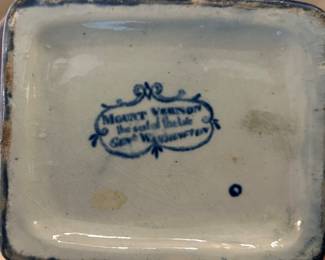 MOUNT VERNON
the seat of the late
GENL. WASHINGTON